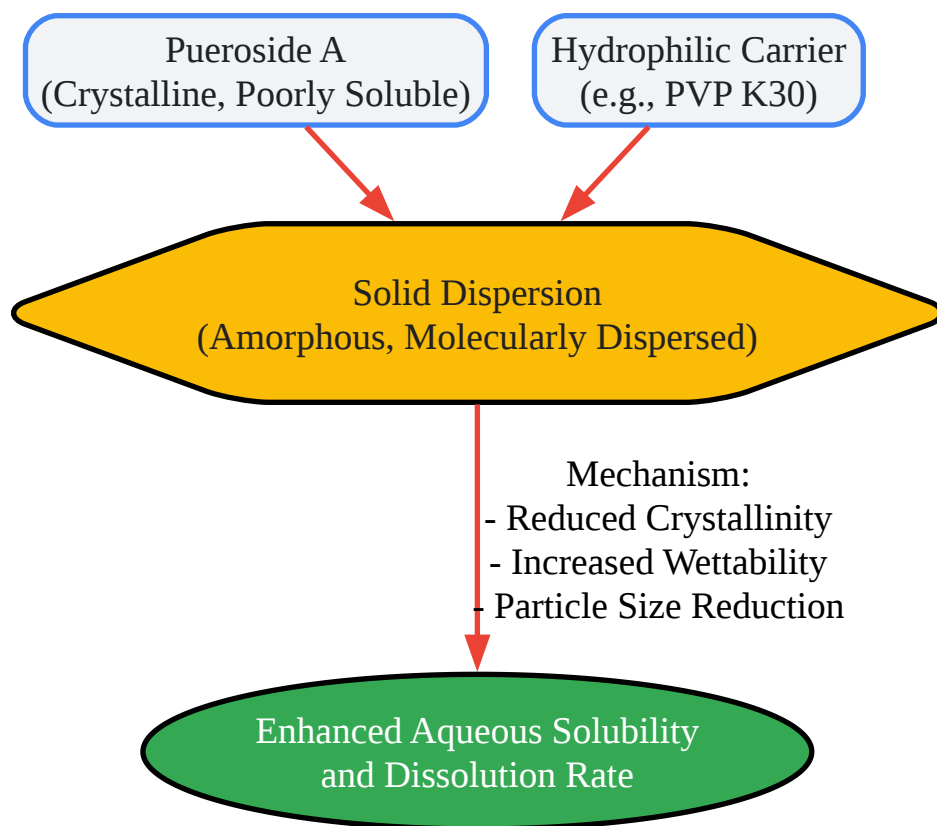 Pueroside A
(Crystalline, Poorly Soluble)
Hydrophilic Carrier
(e.g., PVP K30)
Solid Dispersion
(Amorphous, Molecularly Dispersed)
Mechanism:
- Reduced Crystallinity
- Increased Wettability
- Particle Size Reduction
Enhanced Aqueous Solubility
and Dissolution Rate